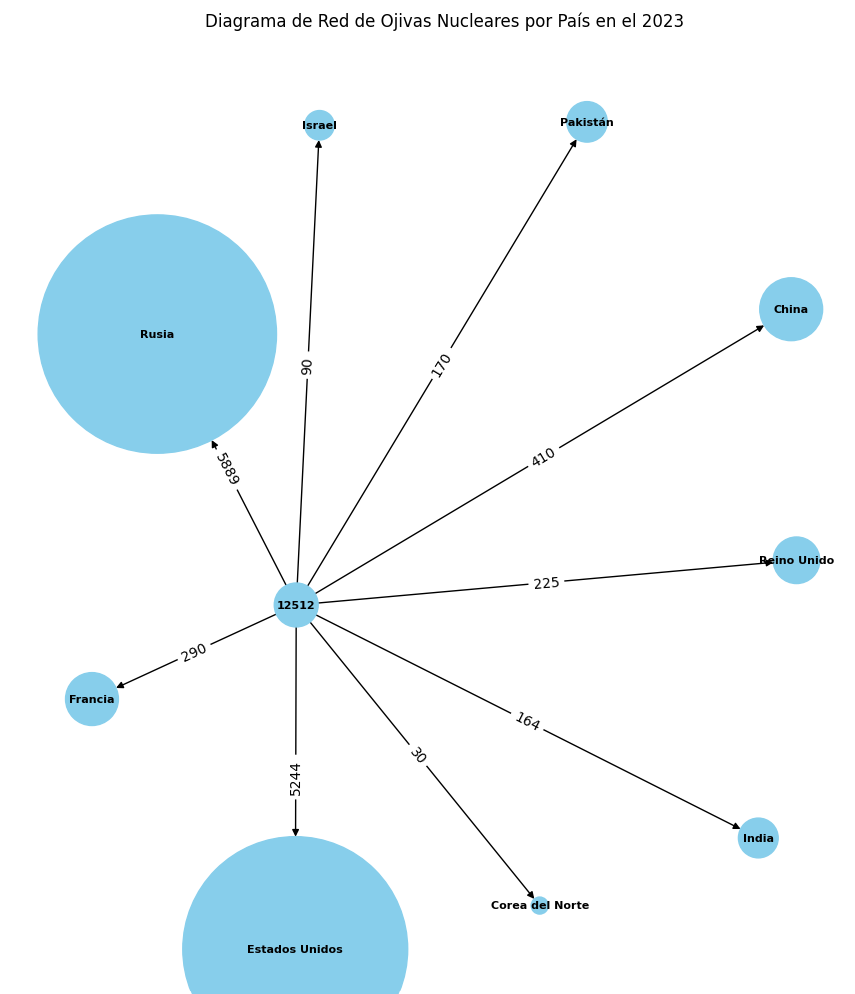 Diagrama de Red de Ojivas Nucleares por País en el 2023
Israel
Pakistán
China
Rusia
90
170
410
5889
Reino Unido
225
12512
290
Francia
164
30
5244
India
Corea del Norte
Estados Unidos